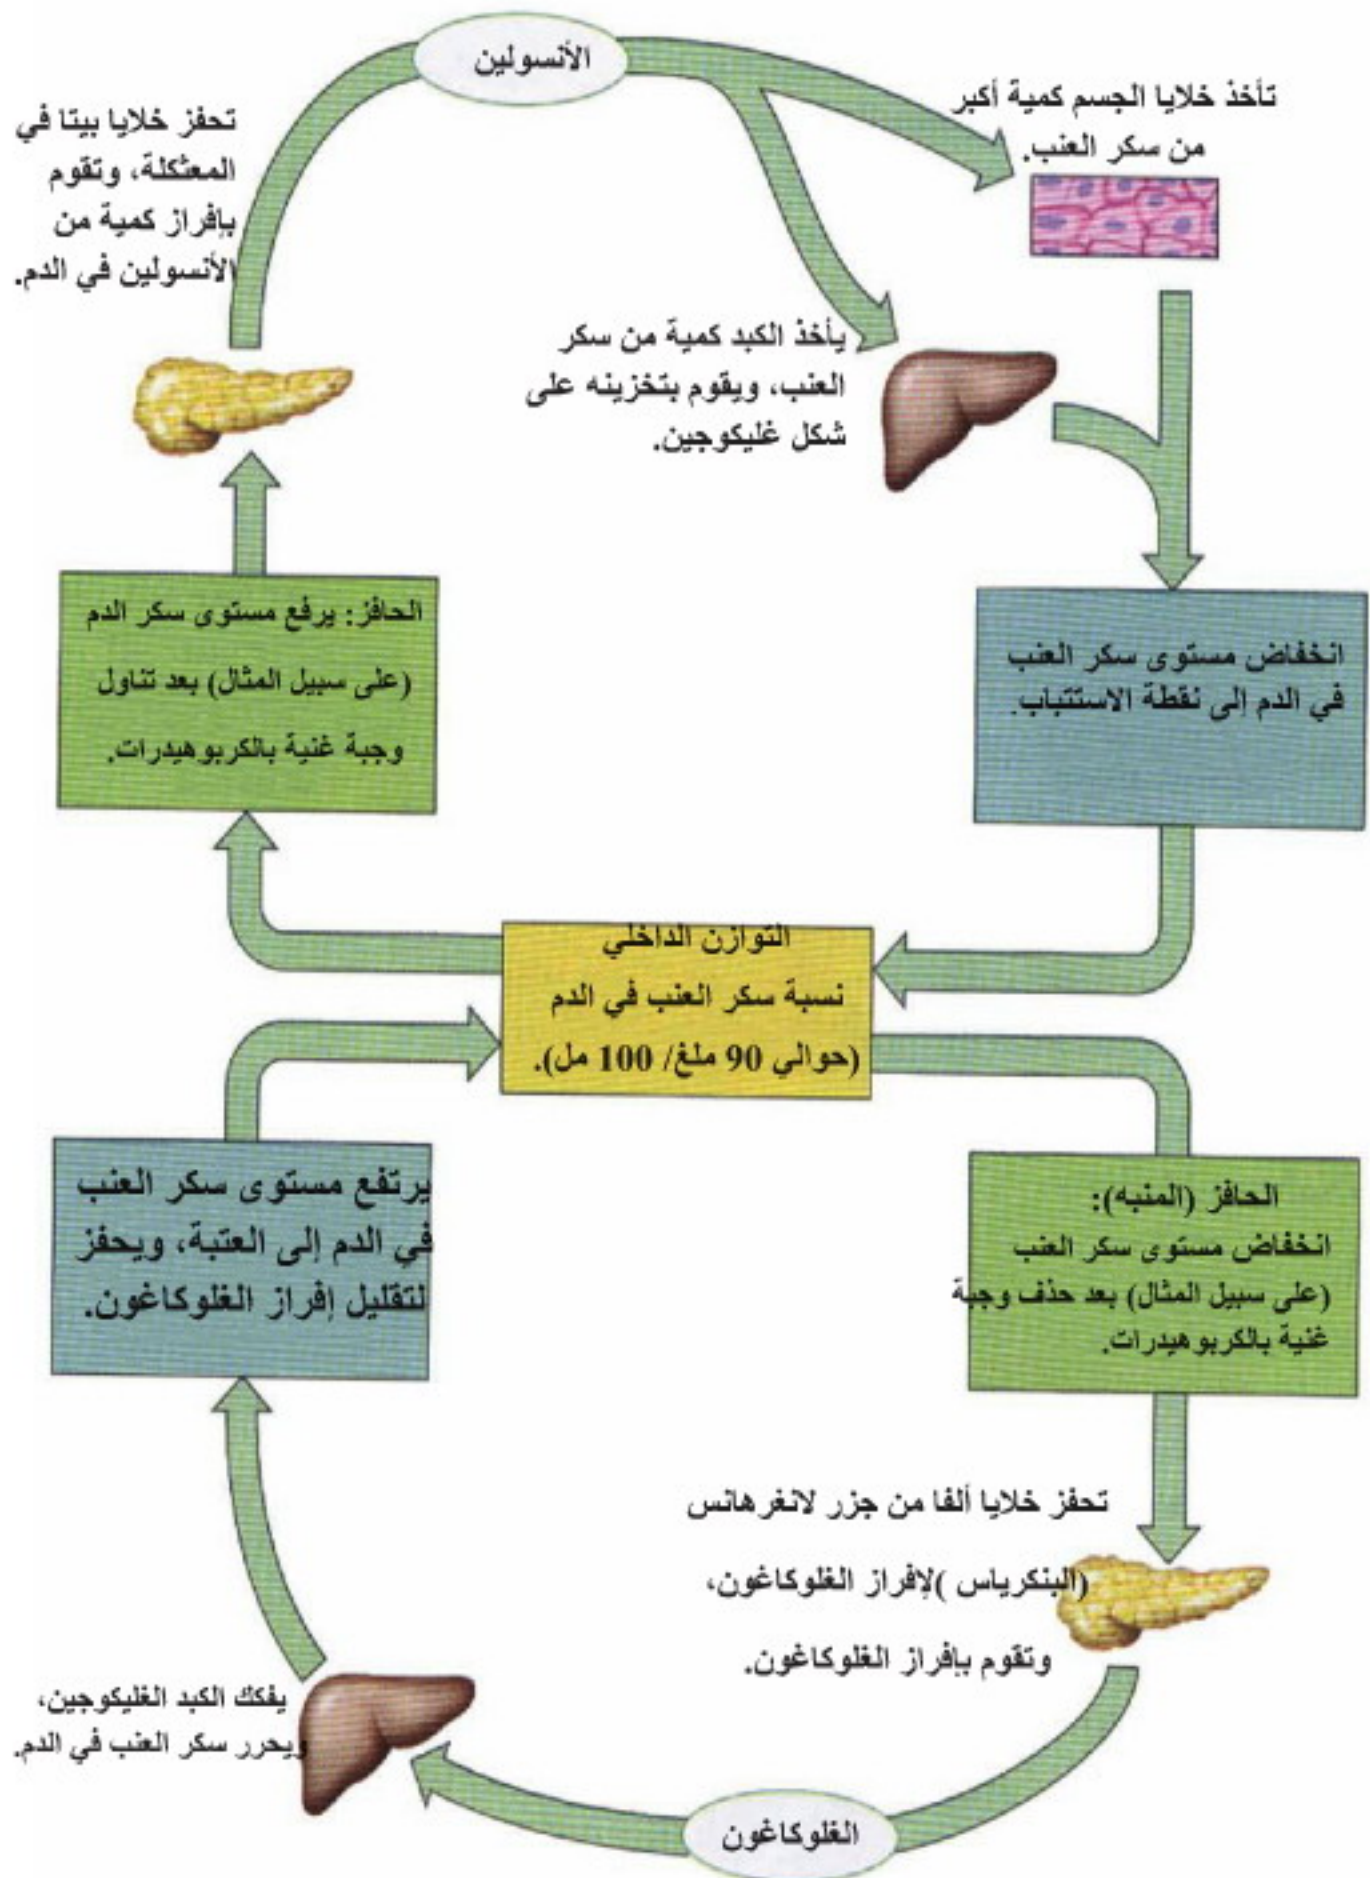 الأنسولين
تأخذ خلايا الجسم كمية أكبر
من سكر العنب.
تحفز خلايا بيتا في
المعثكلة، وتقوم
بإفراز كمية من
الأنسولين في الدم.
يأخذ الكبد كمية من سكر
العنب، ويقوم بتخزينه على
شكل غليكوجين.
الحافز: يرفع مستوى سكر الدم
(على سبيل المثال) بعد تناول
وجبة غنية بالكربوهيدرات.
انخفاض مستوى سكر العنب
في الدم إلى نقطة الاستتباب.
التوازن الداخلي
نسبة سكر العنب في الدم
(حوالي 90 ملغ/ 100 مل).
يرتفع مستوى سكر العنب
في الدم إلى العتبة، ويحفز
لتقليل إفراز الغلوكاغون.
الحافز (المنبه):
انخفاض مستوى سكر العنب
(على سبيل المثال) بعد حذف وجبة
غنية بالكربوهيدرات.
تحفز خلايا ألفا من جزر لانغرهانس
(البنكرياس )لإفراز الغلوكاغون،
وتقوم بإفراز الغلوكاغون.
يفكك الكبد الغليكوجين،
ويحرر سكر العنب في الدم.
الغلوكاغون